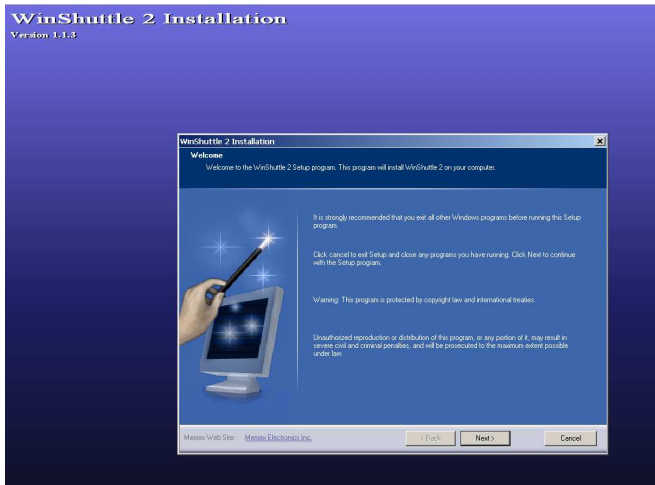 WinShuttle 2 Installation
Version 1.1.3
WinShuttle 2 Installation
Welcome
Welcome to the WinShuttle 2 Setup program. This program will install WinShuttle 2 on your computer.
It is strongly recommended that you exit all other Windows programs before running this Setup
program.
Click cancel to exit Setup and close any programs you have running. Click Next to continue
with the Setup program.
Warning: This program is protected by copyright law and international treaties.
Unauthorized reproduction or distribution of this program, or any portion of it, may result in
severe civil and criminal penalties, and will be prosecuted to the maximum extent possible
under law.
Memex Web Site: Memex Electronics Inc. < Back Next > Cancel